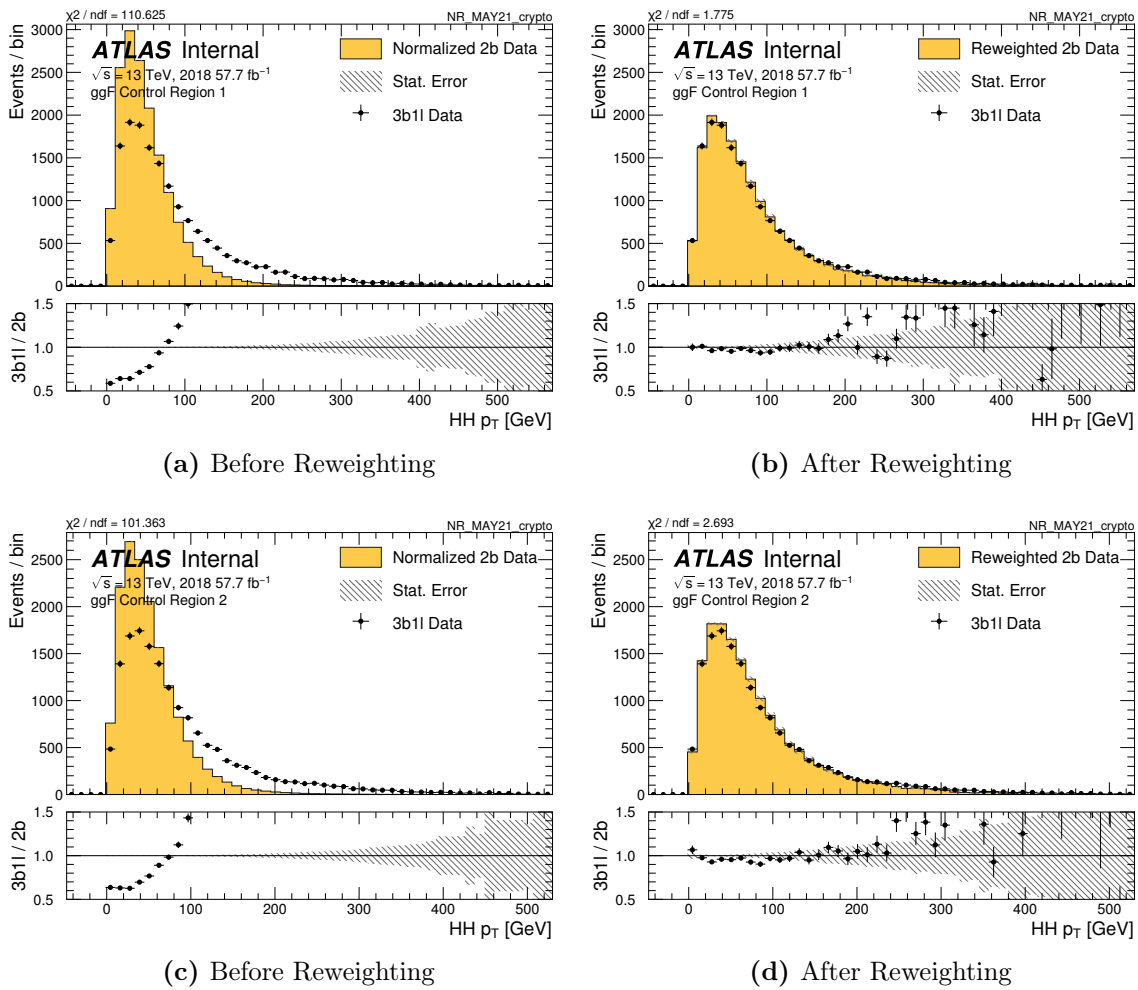 χ2 / ndf = 110.625 NR_MAY21_crypto
Events / bin
3000
2500
2000
1500
1000
500
0
ATLAS Internal
√s = 13 TeV, 2018 57.7 fb⁻¹
ggF Control Region 1
Normalized 2b Data
Stat. Error
3b1l Data
3b1l / 2b
1.5
1.0
0.5
0 100 200 300 400 500
HH pT [GeV]
(a) Before Reweighting
χ2 / ndf = 1.775 NR_MAY21_crypto
Events / bin
3000
2500
2000
1500
1000
500
0
ATLAS Internal
√s = 13 TeV, 2018 57.7 fb⁻¹
ggF Control Region 1
Reweighted 2b Data
Stat. Error
3b1l Data
3b1l / 2b
1.5
1.0
0.5
0 100 200 300 400 500
HH pT [GeV]
(b) After Reweighting
χ2 / ndf = 101.363 NR_MAY21_crypto
Events / bin
2500
2000
1500
1000
500
0
ATLAS Internal
√s = 13 TeV, 2018 57.7 fb⁻¹
ggF Control Region 2
Normalized 2b Data
Stat. Error
3b1l Data
3b1l / 2b
1.5
1.0
0.5
0 100 200 300 400 500
HH pT [GeV]
(c) Before Reweighting
χ2 / ndf = 2.693 NR_MAY21_crypto
Events / bin
2500
2000
1500
1000
500
0
ATLAS Internal
√s = 13 TeV, 2018 57.7 fb⁻¹
ggF Control Region 2
Reweighted 2b Data
Stat. Error
3b1l Data
3b1l / 2b
1.5
1.0
0.5
0 100 200 300 400 500
HH pT [GeV]
(d) After Reweighting